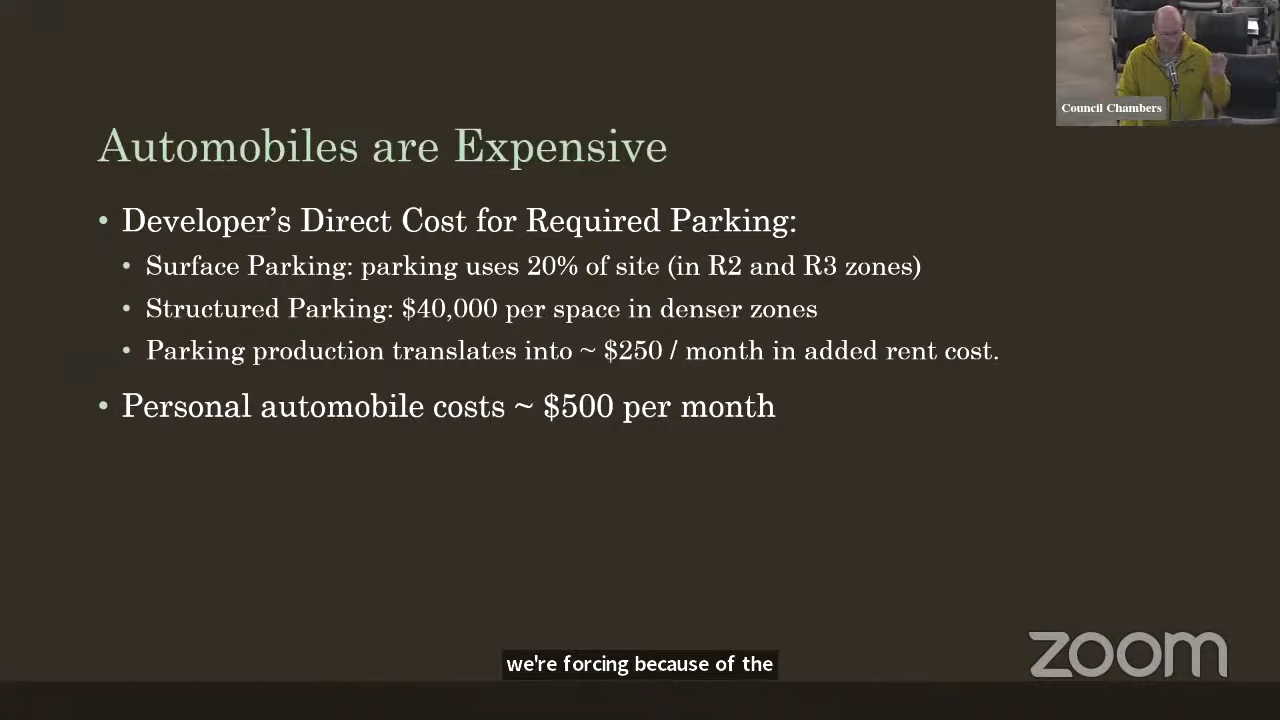 Council Chambers
Automobiles are Expensive
• Developer’s Direct Cost for Required Parking:
• Surface Parking: parking uses 20% of site (in R2 and R3 zones)
• Structured Parking: $40,000 per space in denser zones
• Parking production translates into ~ $250 / month in added rent cost.
• Personal automobile costs ~ $500 per month
we're forcing because of the
zoom